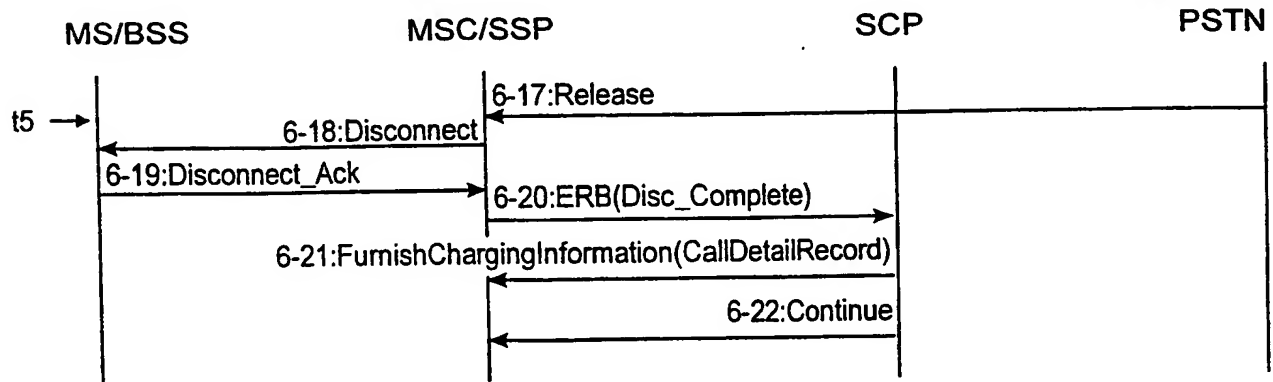 MS/BSS
MSC/SSP
SCP
PSTN
t5
6-17:Release
6-18:Disconnect
6-19:Disconnect_Ack
6-20:ERB(Disc_Complete)
6-21:FurnishChargingInformation(CallDetailRecord)
6-22:Continue